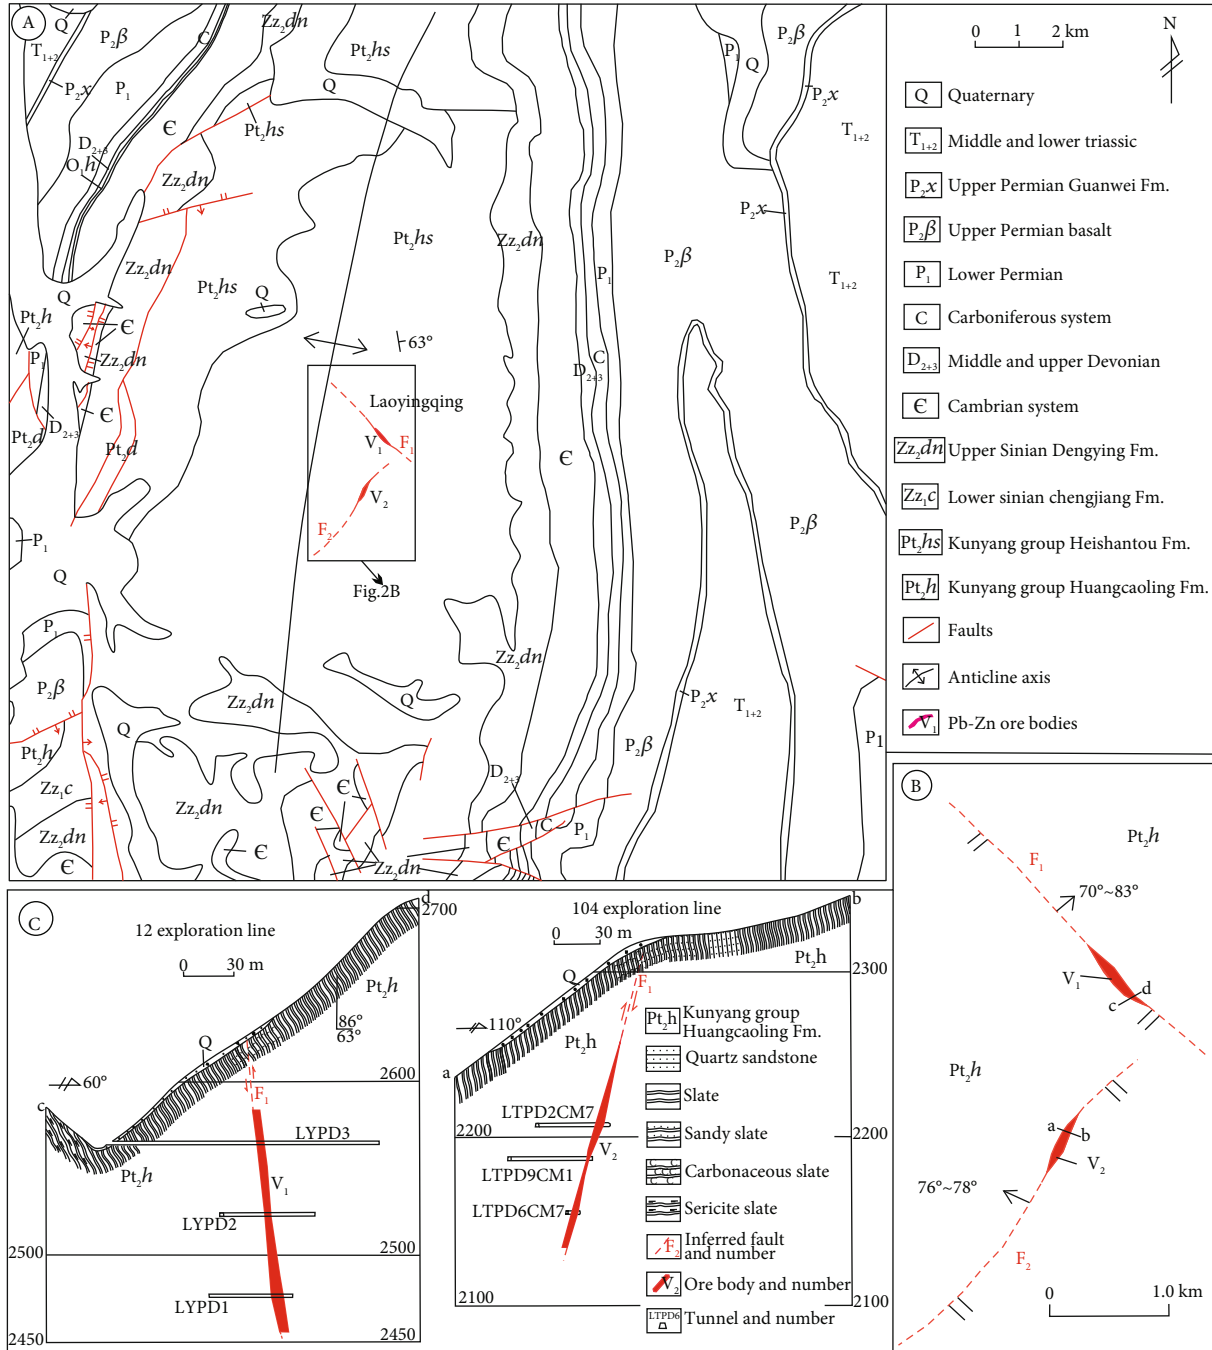 A
Q
T1+2
P2β
C
Zz2dn
Pt2hs
P1
Q
P2β
P2x
P1
Q
P2x
Є
Pt2hs
T1+2
D2+3
O1h
Zz2dn
P2x
Zz2dn
Pt2hs
Zz2dn
P2β
Pt2hs
P1
T1+2
Q
Q
Pt2h
Є
63°
P1
Zz2dn
C
D2+3
Laoyingqing
Є
V1
F1
Pt2d
D2+3
Pt2d
Є
V2
P2β
F2
P1
Q
Fig.2B
P1
Zz2dn
P2β
Zz2dn
Q
P2x
T1+2
Q
P2β
P1
Pt2h
D2+3
Zz1c
Zz2dn
Є
C
P1
Zz2dn
Є
Є
Є
Є
Zz2dn
0 1 2 km
N
Q Quaternary
T1+2 Middle and lower triassic
P2x Upper Permian Guanwei Fm.
P2β Upper Permian basalt
P1 Lower Permian
C Carboniferous system
D2+3 Middle and upper Devonian
Є Cambrian system
Zz2dn Upper Sinian Dengying Fm.
Zz1c Lower sinian chengjiang Fm.
Pt2hs Kunyang group Heishantou Fm.
Pt2h Kunyang group Huangcaoling Fm.
Faults
Anticline axis
V1 Pb-Zn ore bodies
B
Pt2h
F1
70°~83°
V1
d
c
Pt2h
a
b
V2
76°~78°
F2
0 1.0 km
C
12 exploration line
0 30 m
d
2700
Pt2h
86°
63°
Q
60°
2600
F1
c
LYPD3
Pt2h
V1
LYPD2
2500
2500
LYPD1
2450
2450
104 exploration line
0 30 m
b
Pt2h
2300
Q
F1
110°
Pt2h
a
LTPD2CM7
2200
2200
V2
LTPD9CM1
LTPD6CM7
2100
2100
Pt2h Kunyang group
Huangcaoling Fm.
Quartz sandstone
Slate
Sandy slate
Carbonaceous slate
Sericite slate
F2 Inferred fault
and number
V2 Ore body and number
LTPD6 Tunnel and number